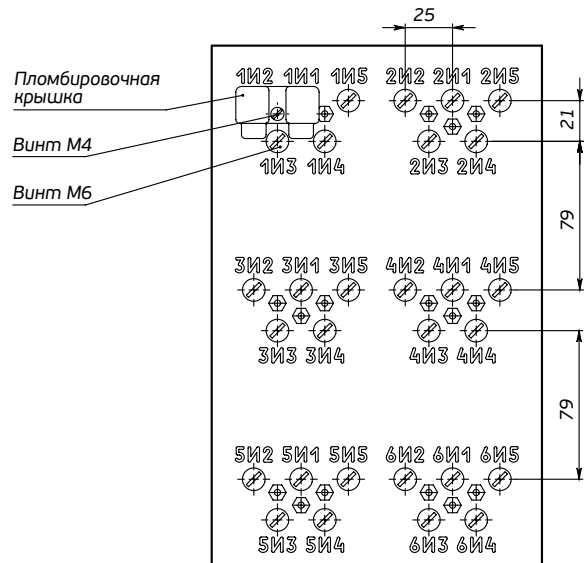 25
1И2 1И1 1И5 2И2 2И1 2И5
Пломбировочная
крышка
21
Винт М4
1И3 1И4 2И3 2И4
Винт М6
79
3И2 3И1 3И5 4И2 4И1 4И5
3И3 3И4 4И3 4И4
79
5И2 5И1 5И5 6И2 6И1 6И5
5И3 5И4 6И3 6И4